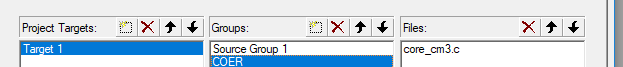 Project Targets: Groups: Files:
Target 1 Source Group 1 core_cm3.c
COER